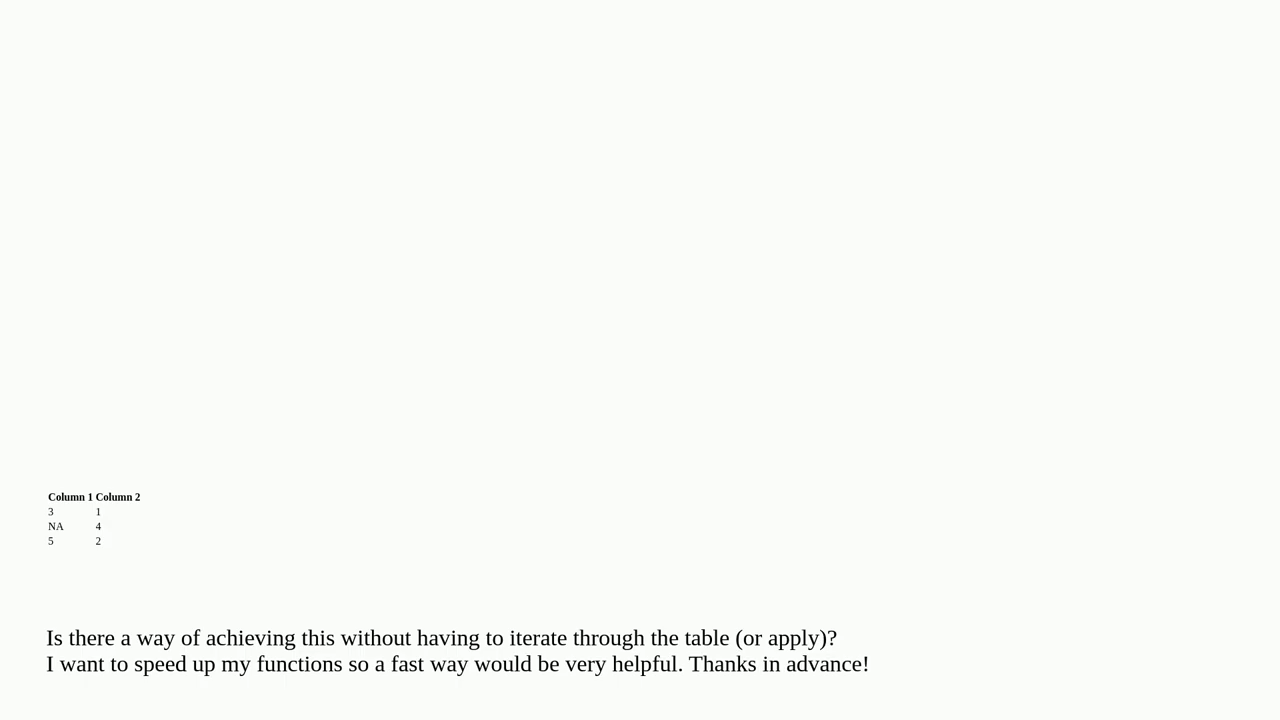 Column 1 Column 2
3 1
NA 4
5 2
Is there a way of achieving this without having to iterate through the table (or apply)?
I want to speed up my functions so a fast way would be very helpful. Thanks in advance!